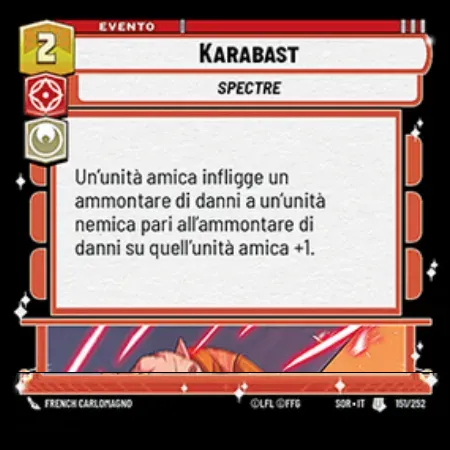 EVENTO
2
KARABAST
SPECTRE
Un'unità amica infligge un
ammontare di danni a un'unità
nemica pari all'ammontare di
danni su quell'unità amica +1.
FRENCH CARLOMAGNO
©LFL ©FFG
SOR • IT
151/252